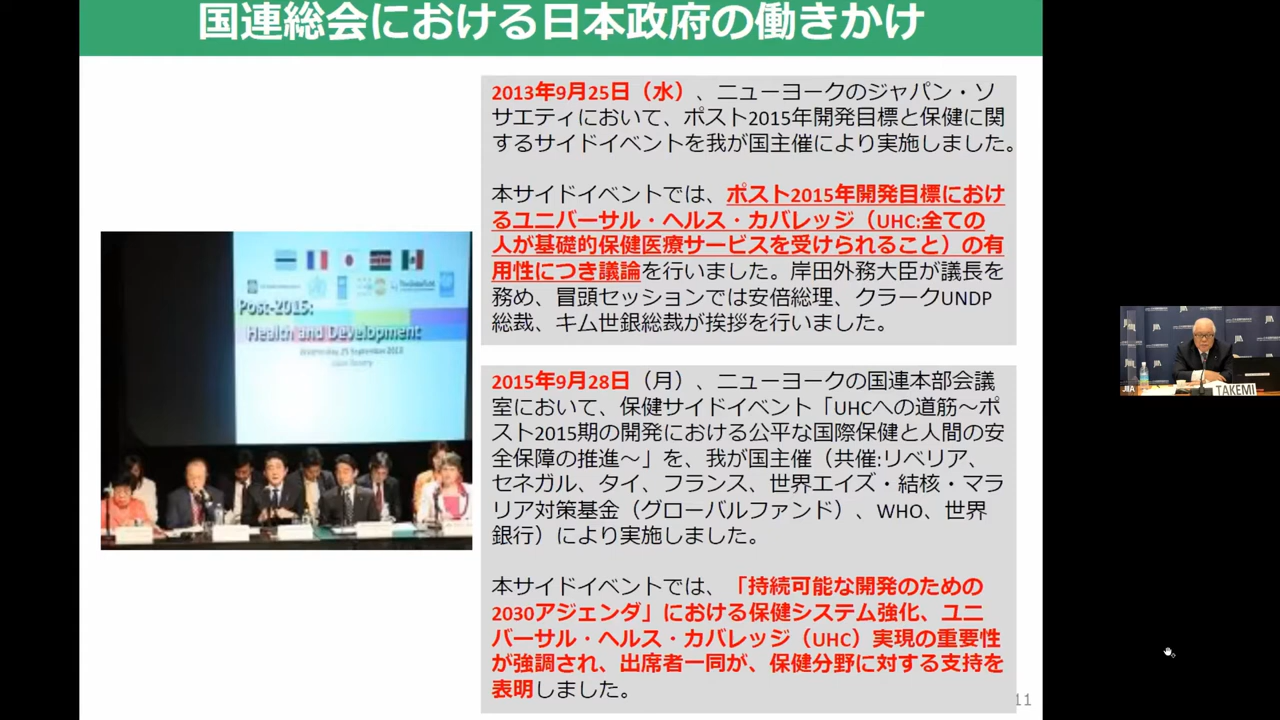 国連総会における日本政府の働きかけ
2013年9月25日（水）、ニューヨークのジャパン・ソ
サエティにおいて、ポスト2015年開発目標と保健に関
するサイドイベントを我が国主催により実施しました。
本サイドイベントでは、ポスト2015年開発目標におけ
るユニバーサル・ヘルス・カバレッジ（UHC:全ての
人が基礎的保健医療サービスを受けられること）の有
用性につき議論を行いました。岸田外務大臣が議長を
務め、冒頭セッションでは安倍総理、クラークUNDP
総裁、キム世銀総裁が挨拶を行いました。
Post-2015:
Health and Development
Wednesday 25 September 2013
Japan Society
2015年9月28日（月）、ニューヨークの国連本部会議
室において、保健サイドイベント「UHCへの道筋～ポ
スト2015期の開発における公平な国際保健と人間の安
全保障の推進～」を、我が国主催（共催:リベリア、
セネガル、タイ、フランス、世界エイズ・結核・マラ
リア対策基金（グローバルファンド）、WHO、世界
銀行）により実施しました。
本サイドイベントでは、「持続可能な開発のための
2030アジェンダ」における保健システム強化、ユニ
バーサル・ヘルス・カバレッジ（UHC）実現の重要性
が強調され、出席者一同が、保健分野に対する支持を
表明しました。
11
JIIA
TAKEMI